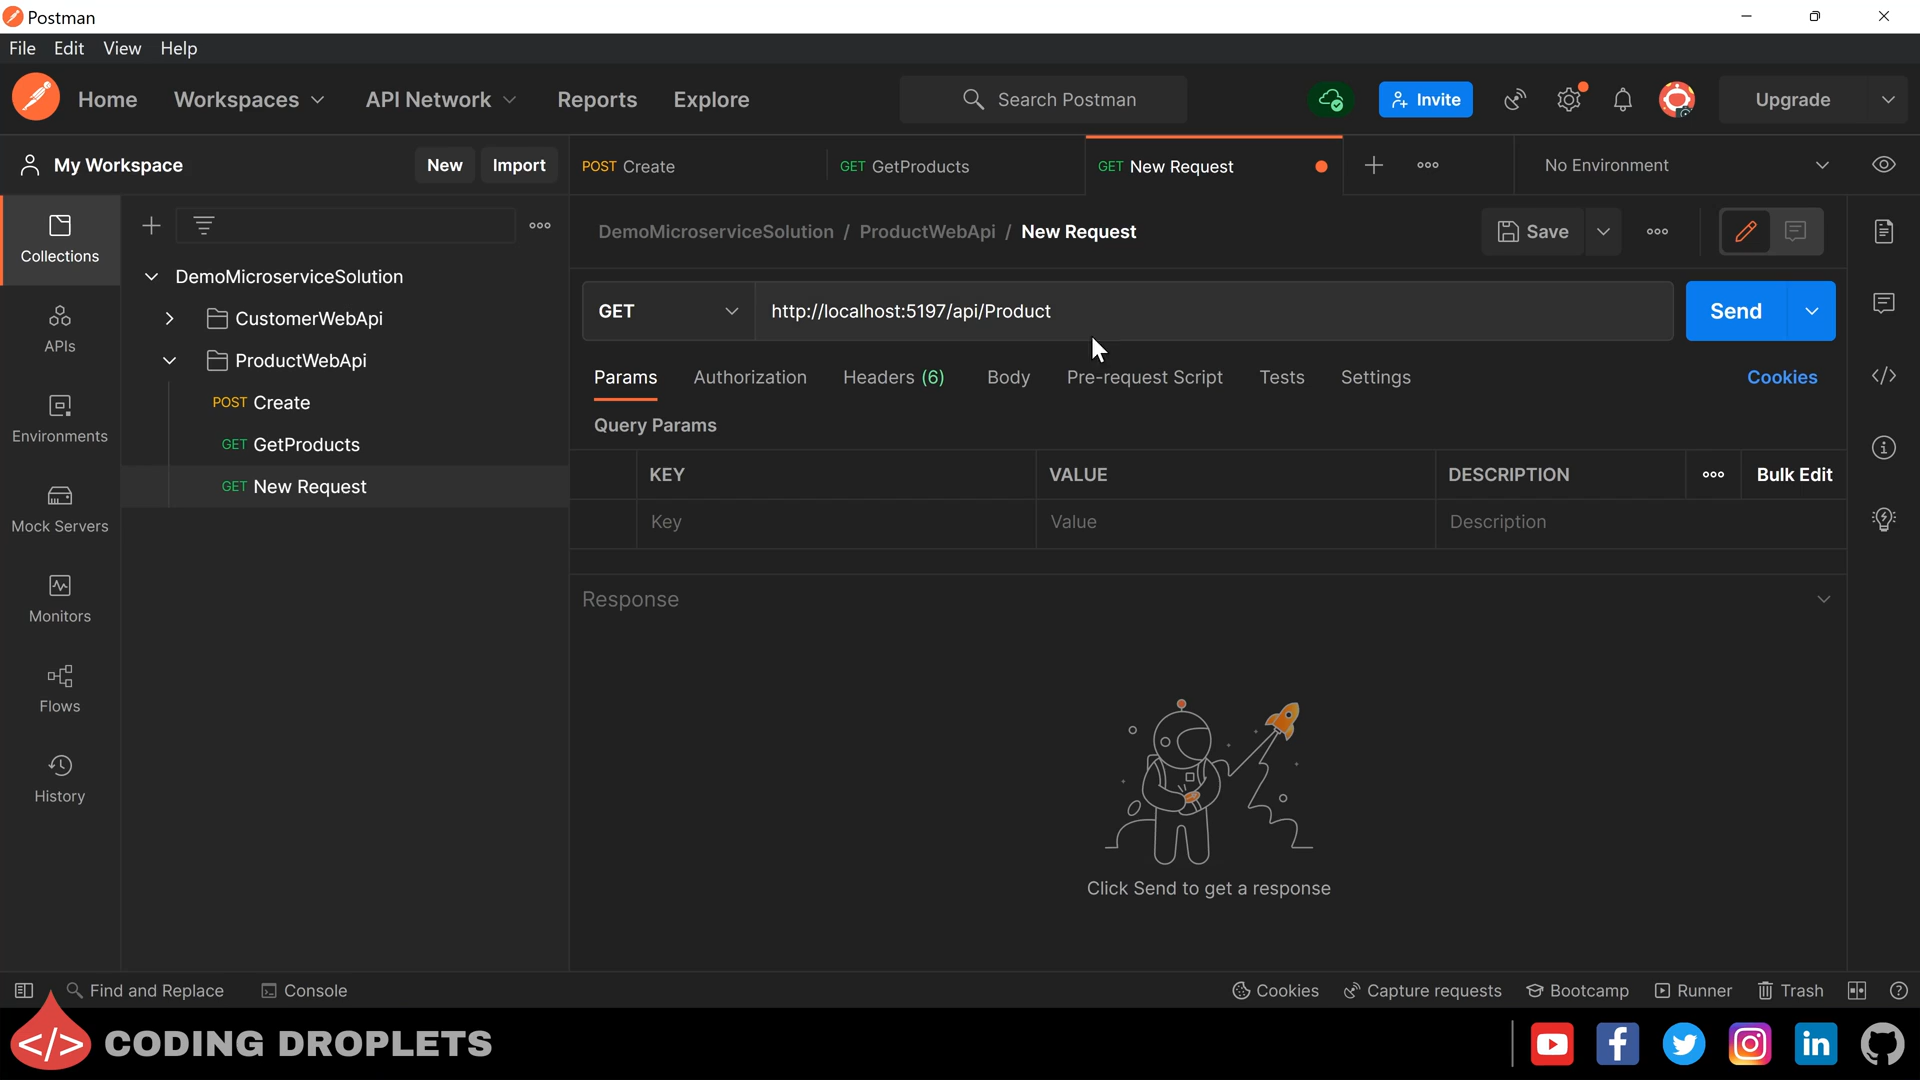 Postman
File Edit View Help
Home Workspaces API Network Reports Explore Search Postman Invite Upgrade
My Workspace New Import POST Create GET GetProducts GET New Request No Environment
Collections
APIs
Environments
Mock Servers
Monitors
Flows
History
DemoMicroserviceSolution
CustomerWebApi
ProductWebApi
POST Create
GET GetProducts
GET New Request
DemoMicroserviceSolution / ProductWebApi / New Request Save
GET http://localhost:5197/api/Product Send
Params Authorization Headers (6) Body Pre-request Script Tests Settings Cookies
Query Params
KEY VALUE DESCRIPTION Bulk Edit
Key Value Description
Response
Click Send to get a response
Find and Replace Console Cookies Capture requests Bootcamp Runner Trash
</> CODING DROPLETS